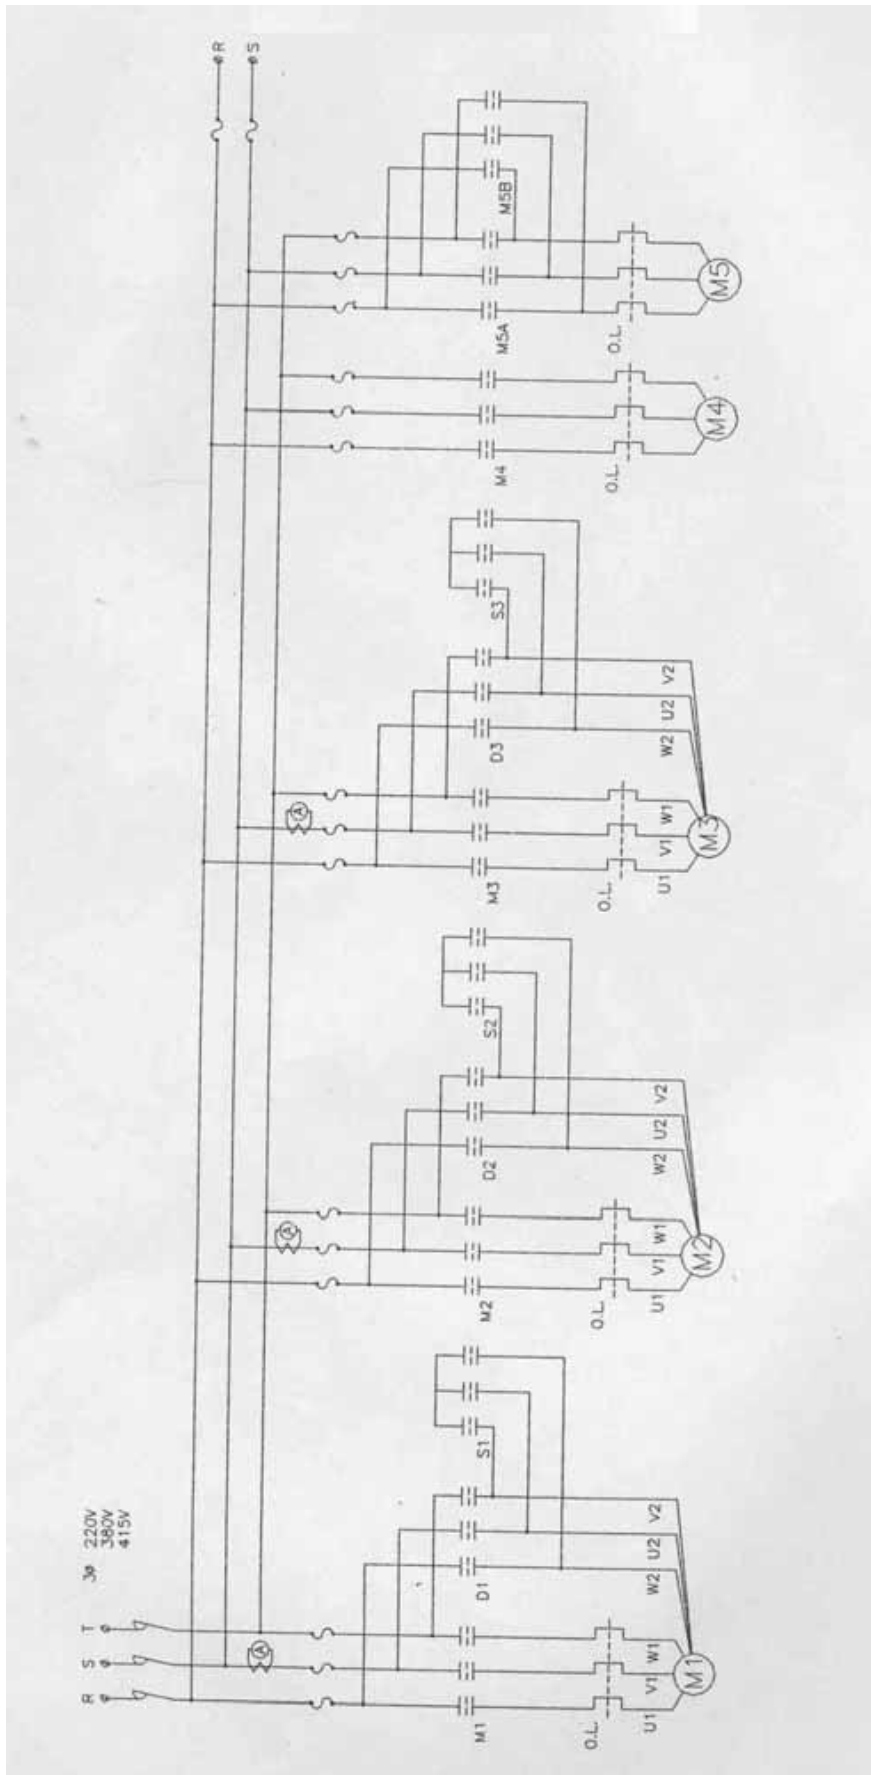 R
S
M5B
M5A
O.L.
M5
M4
O.L.
M4
S3
D3
V2
U2
W2
M3
O.L.
W1
V1
U1
M3
A
S2
D2
V2
U2
W2
M2
O.L.
W1
V1
U1
M2
A
S1
D1
V2
U2
W2
M1
O.L.
W1
V1
U1
M1
A
3ø 220V
380V
415V
T
S
R